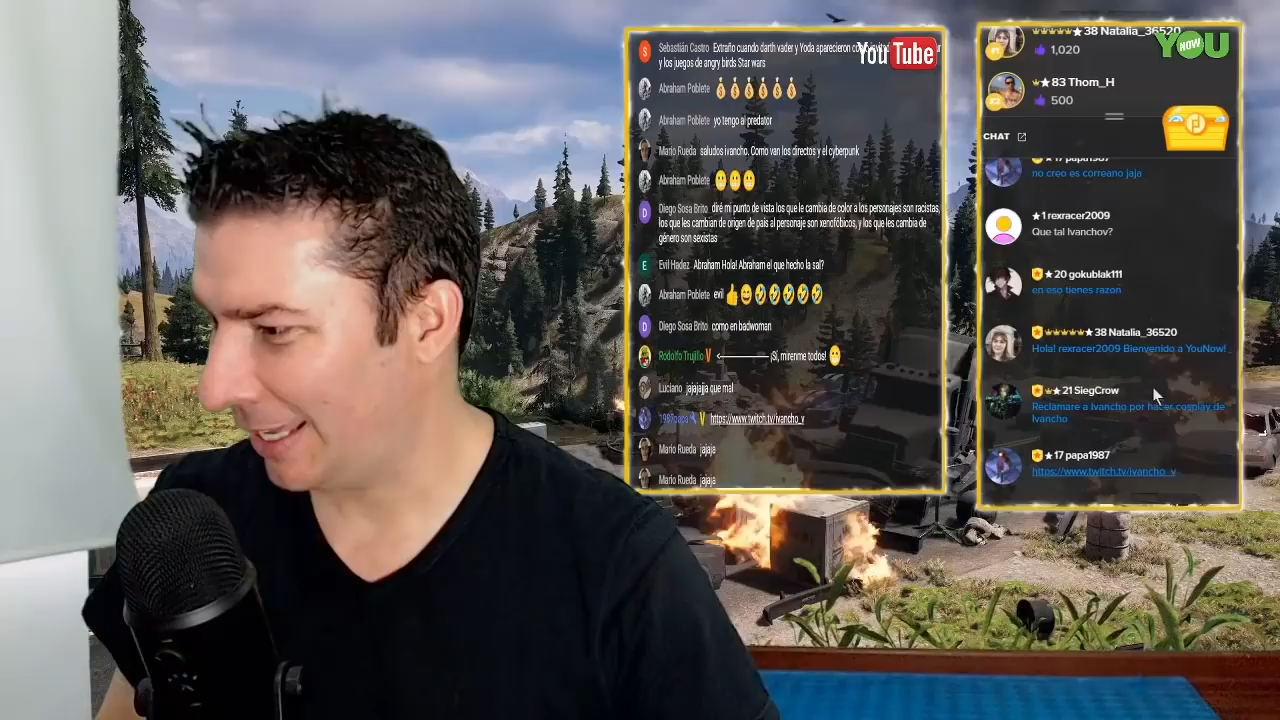 Sebastián Castro Extraño cuando darth vader y Yoda aparecieron
y los juegos de angry birds Star wars
YouTube
Abraham Poblete
Abraham Poblete yo tengo al predator
Mario Rueda saludos ivancho. Como van los directos y el cyberpunk
Abraham Poblete
Diego Sosa Brito diré mi punto de vista los que le cambia de color a los personajes son racistas,
los que les cambian de origen de pais al personaje son xenofóbicos, y los que les cambia de
género son sexistas
Evil Hadez Abraham Hola! Abraham el que hecho la sal?
Abraham Poblete evil
Diego Sosa Brito como en badwoman
Rodolfo Trujillo V ¡Sí, mirenme todos!
Luciano jajajajja que mal
1987papa V https://www.twitch.tv/ivancho_v
Mario Rueda jajaja
Mario Rueda jajaja
38 Natalia_36520
1,020
YOU NOW
83 Thom_H
500
CHAT
17 papa1987
no creo es correano jaja
1 rexracer2009
Que tal Ivanchov?
20 gokublak111
en eso tienes razon
38 Natalia_36520
Hola! rexracer2009 Bienvenido a YouNow!
21 SiegCrow
Reclamare a Ivancho por hacer cosplay de
Ivancho
17 papa1987
https://www.twitch.tv/ivancho_v